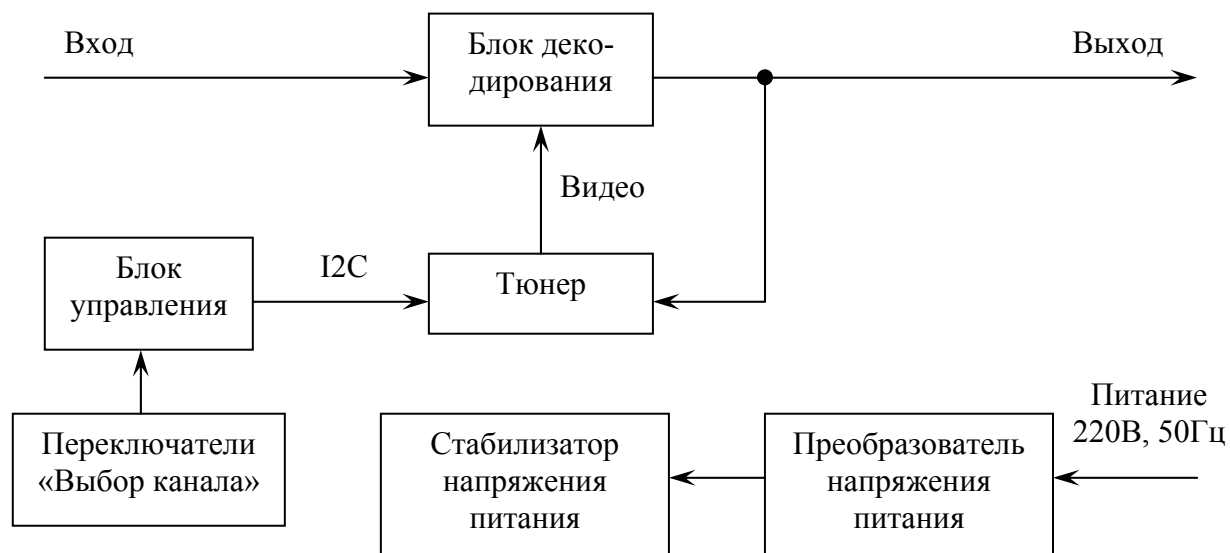 Вход
Блок деко-
дирования
Выход
Видео
Блок
управления
I2C
Тюнер
Переключатели
«Выбор канала»
Стабилизатор
напряжения
питания
Преобразователь
напряжения
питания
Питание
220В, 50Гц